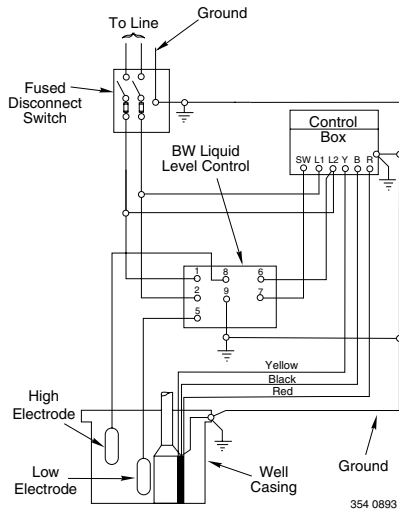 To Line
Ground
Fused
Disconnect
Switch
Control
Box
BW Liquid
Level Control
SW L1 L2 Y B R
1 8 6
2 9 7
5
Yellow
Black
Red
High
Electrode
Low
Electrode
Well
Casing
Ground
354 0893